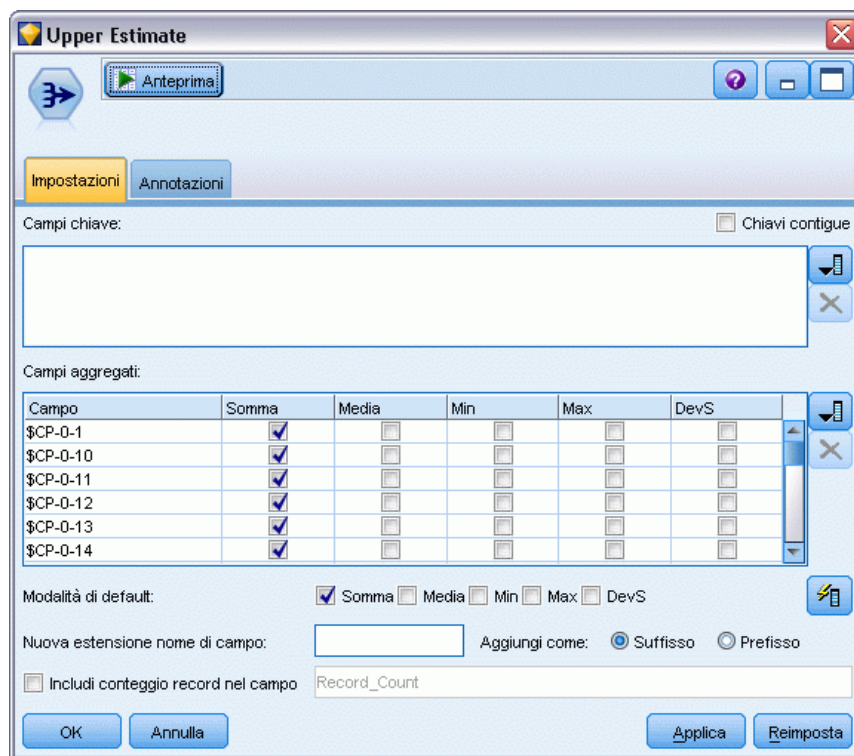 Upper Estimate
Anteprima
Impostazioni Annotazioni
Campi chiave: Chiavi contigue
Campi aggregati:
Campo Somma Media Min Max DevS
$CP-0-1
$CP-0-10
$CP-0-11
$CP-0-12
$CP-0-13
$CP-0-14
Modalità di default: Somma Media Min Max DevS
Nuova estensione nome di campo: Aggiungi come: Suffisso Prefisso
Includi conteggio record nel campo Record_Count
OK Annulla Applica Reimposta